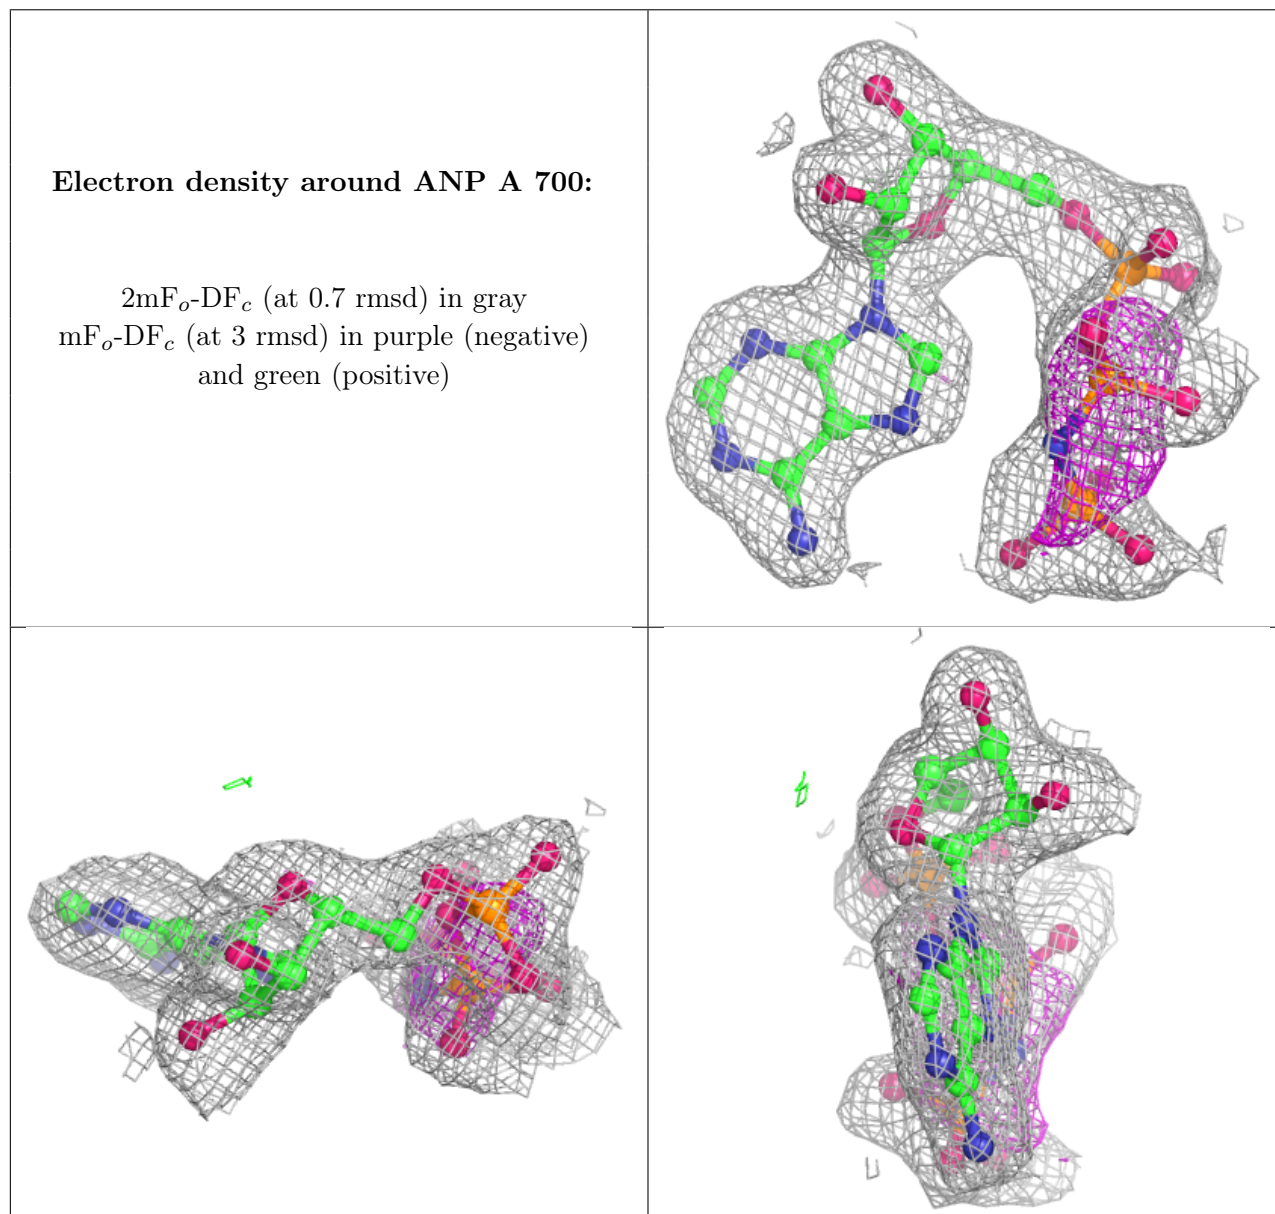 Electron density around ANP A 700:
2mFo-DFc (at 0.7 rmsd) in gray
mFo-DFc (at 3 rmsd) in purple (negative)
and green (positive)